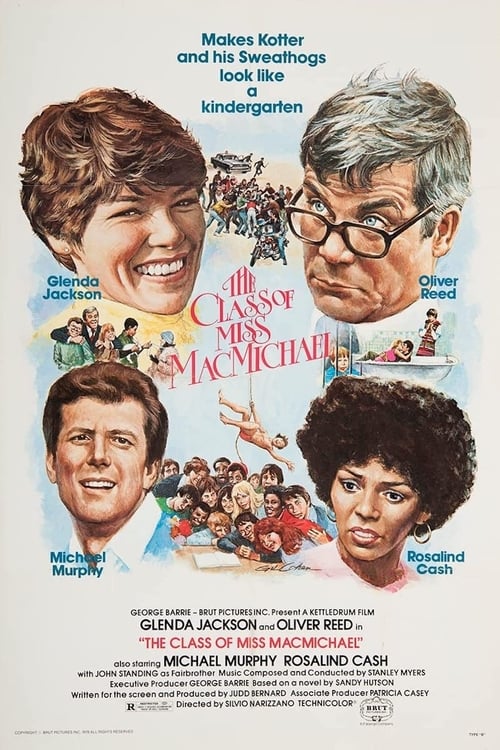 Makes Kotter
and his Sweathogs
look like
a
kindergarten
Glenda
Jackson
Oliver
Reed
THE
CLASS OF
MISS
MACMICHAEL
Michael
Murphy
Rosalind
Cash
GEORGE BARRIE – BRUT PICTURES INC. Present A KETTLEDRUM FILM
GLENDA JACKSON AND OLIVER REED in
"THE CLASS OF MISS MACMICHAEL"
also starring MICHAEL MURPHY ROSALIND CASH
with JOHN STANDING as Fairbrother Music Composed and Conducted by STANLEY MYERS
Executive Producer GEORGE BARRIE Based on a novel by SANDY HUTSON
Written for the screen and Produced by JUDD BERNARD Associate Producer PATRICIA CASEY
Directed by SILVIO NARIZZANO TECHNICOLOR®
R RESTRICTED
BRUT